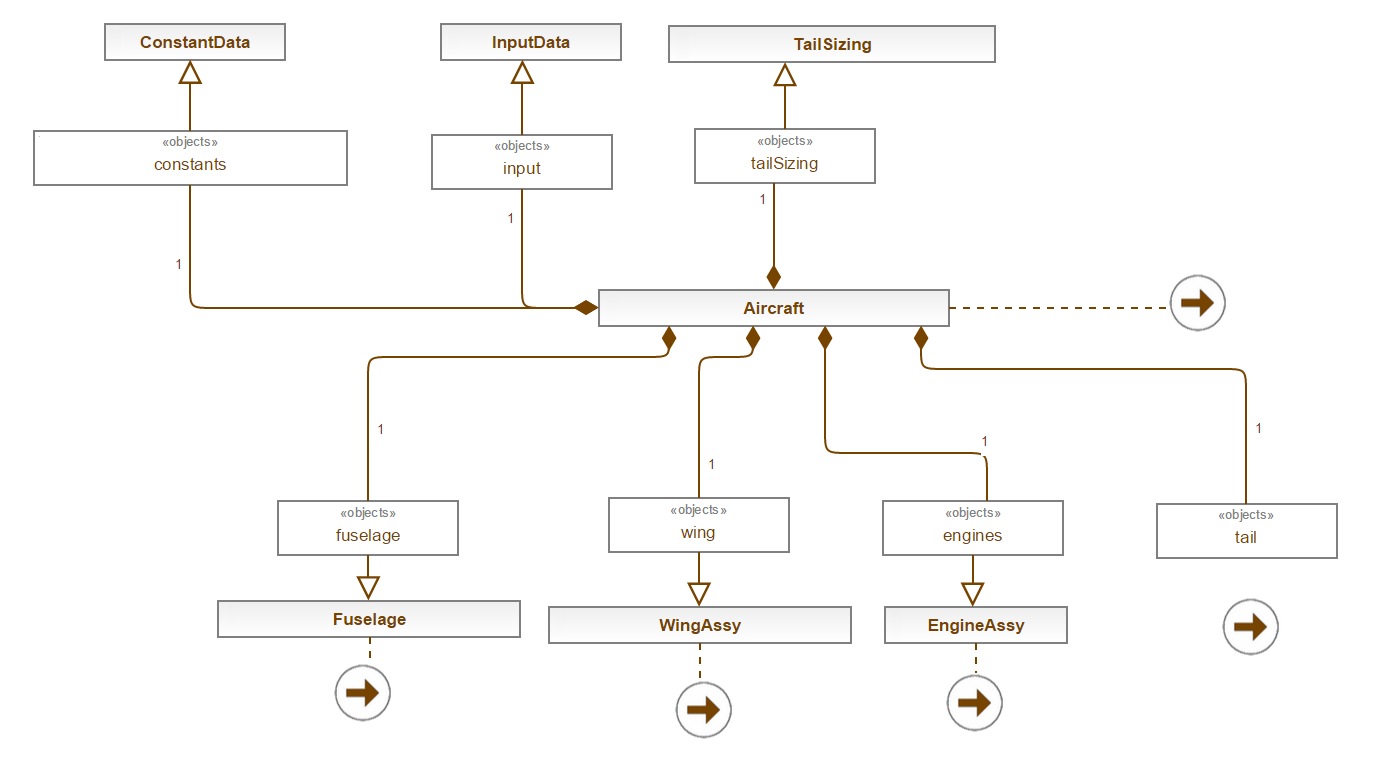 ConstantData
InputData
TailSizing
«objects»
constants
«objects»
input
«objects»
tailSizing
1
1
1
Aircraft
1
1
1
1
«objects»
fuselage
«objects»
wing
«objects»
engines
«objects»
tail
Fuselage
WingAssy
EngineAssy